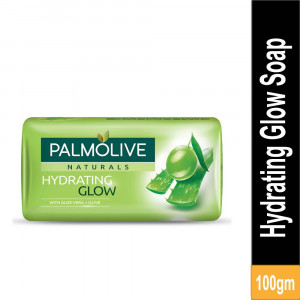 PALMOLIVE
NATURALS
HYDRATING
GLOW
WITH ALOE VERA + OLIVE
Hydrating Glow Soap
100gm